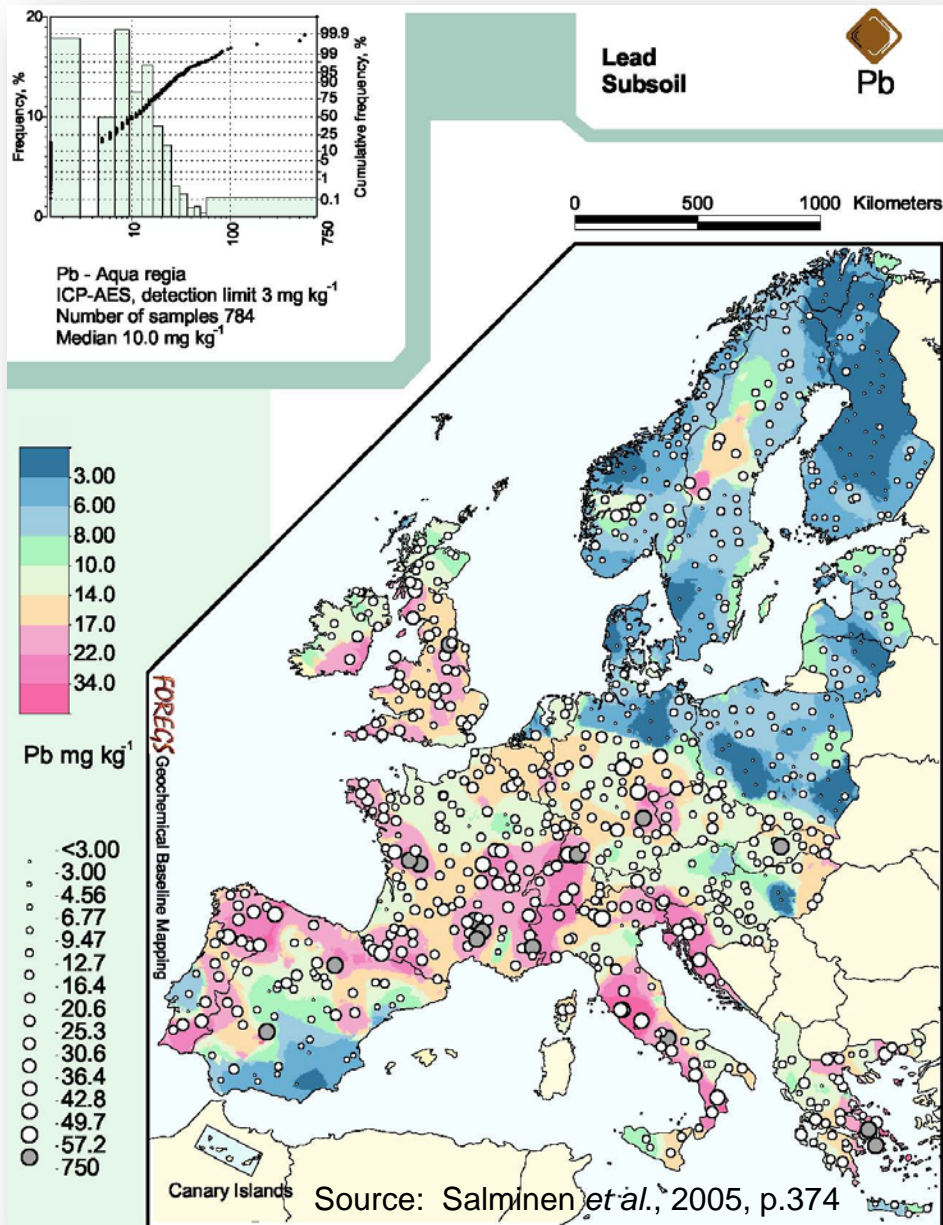 20
10
0
Frequency, %
99.9
99
95
90
75
50
25
10
5
1
0.1
Cumulative frequency, %
10
100
750
Pb - Aqua regia
ICP-AES, detection limit 3 mg kg⁻¹
Number of samples 784
Median 10.0 mg kg⁻¹
Lead
Subsoil
Pb
0 500 1000 Kilometers
3.00
6.00
8.00
10.0
14.0
17.0
22.0
34.0
Pb mg kg⁻¹
<3.00
3.00
4.56
6.77
9.47
12.7
16.4
20.6
25.3
30.6
36.4
42.8
49.7
57.2
750
FOREGS Geochemical Baseline Mapping
Canary Islands
Source: Salminen et al., 2005, p.374